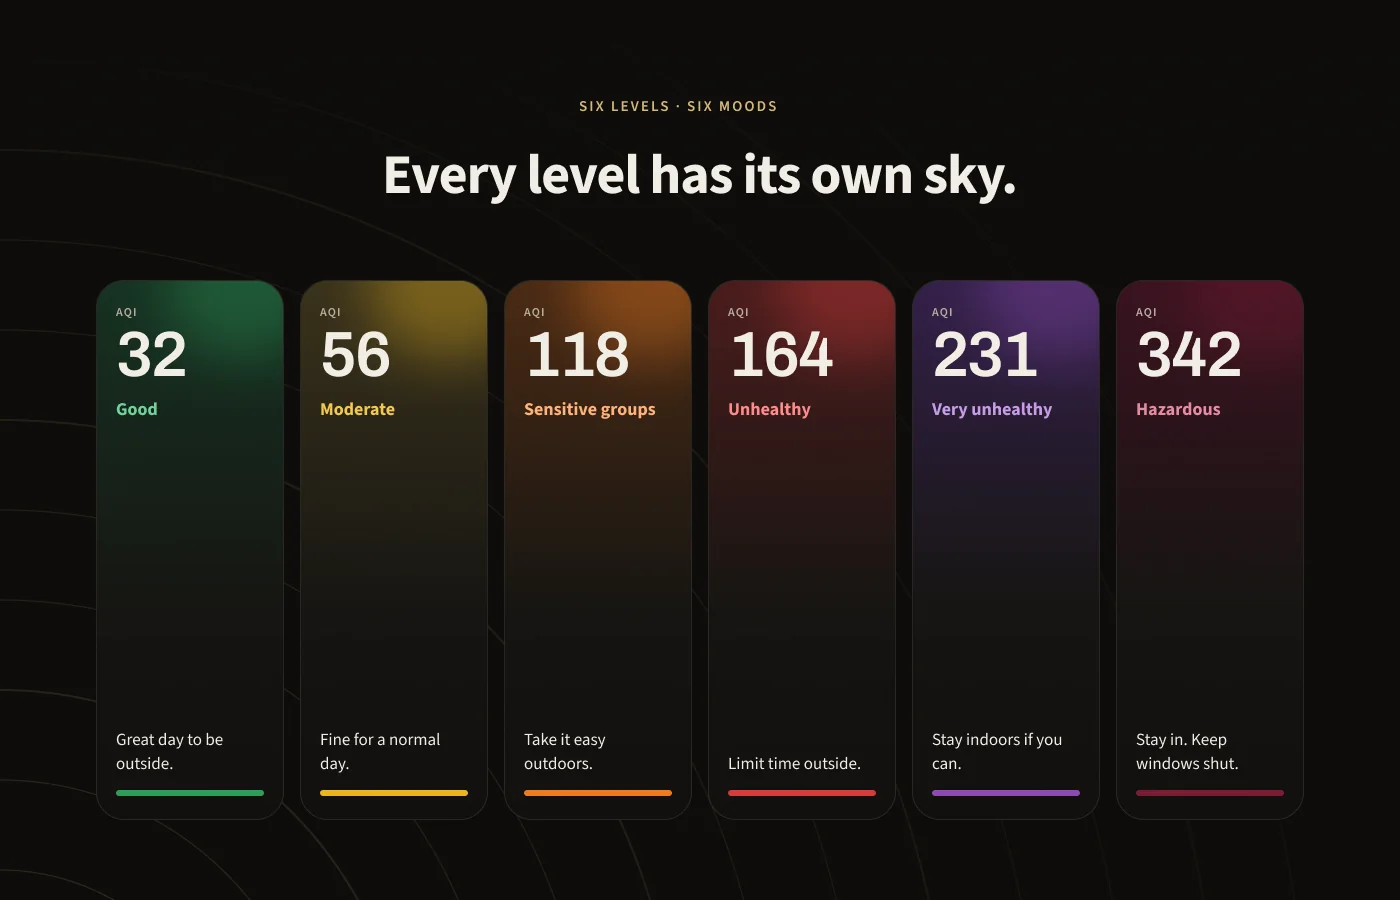 SIX LEVELS · SIX MOODS
Every level has its own sky.
AQI
32
Good
Great day to be
outside.
AQI
56
Moderate
Fine for a normal
day.
AQI
118
Sensitive groups
Take it easy
outdoors.
AQI
164
Unhealthy
Limit time outside.
AQI
231
Very unhealthy
Stay indoors if you
can.
AQI
342
Hazardous
Stay in. Keep
windows shut.